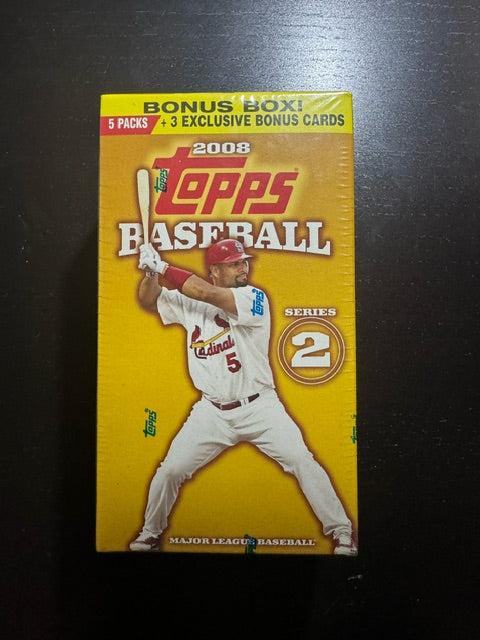 BONUS BOX!
5 PACKS + 3 EXCLUSIVE BONUS CARDS
2008
TOPPS
BASEBALL
SERIES
2
Cardinals
5
TOPPS
TOPPS
TOPPS
MAJOR LEAGUE BASEBALL